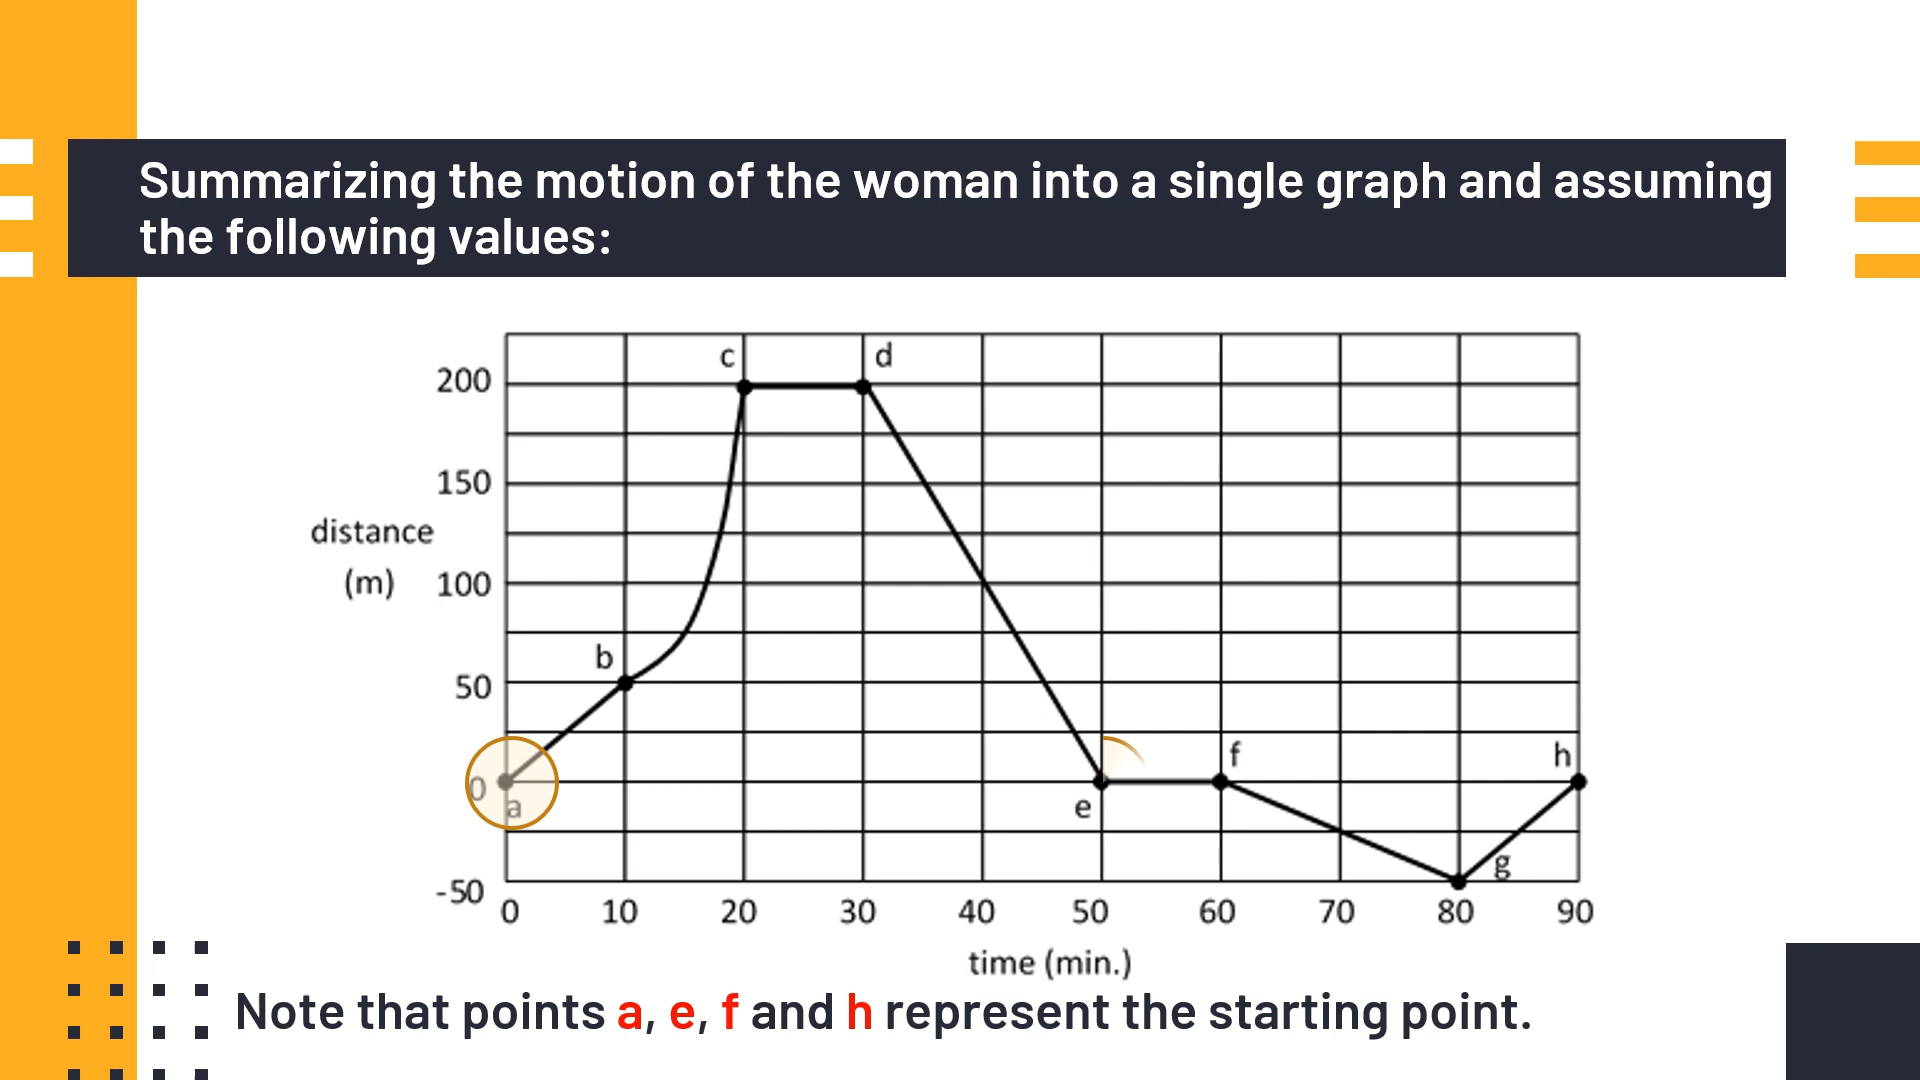 Summarizing the motion of the woman into a single graph and assuming
the following values:
c d
200
150
distance
(m)
100
b
50
f h
0
a e
g
-50
0 10 20 30 40 50 60 70 80 90
time (min.)
Note that points a, e, f and h represent the starting point.